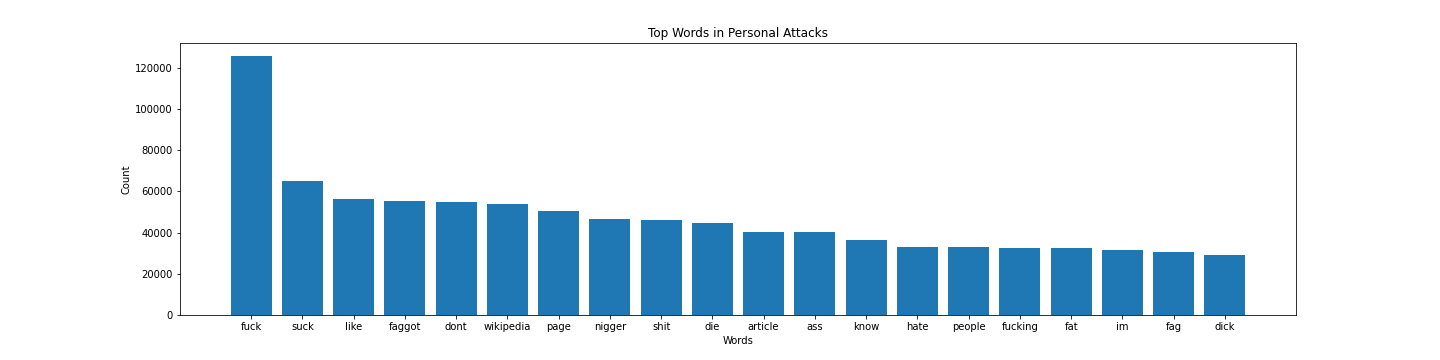 Top Words in Personal Attacks
120000
100000
80000
60000
40000
20000
0
Count
fuck suck like faggot dont wikipedia page nigger shit die article ass know hate people fucking fat im fag dick
Words